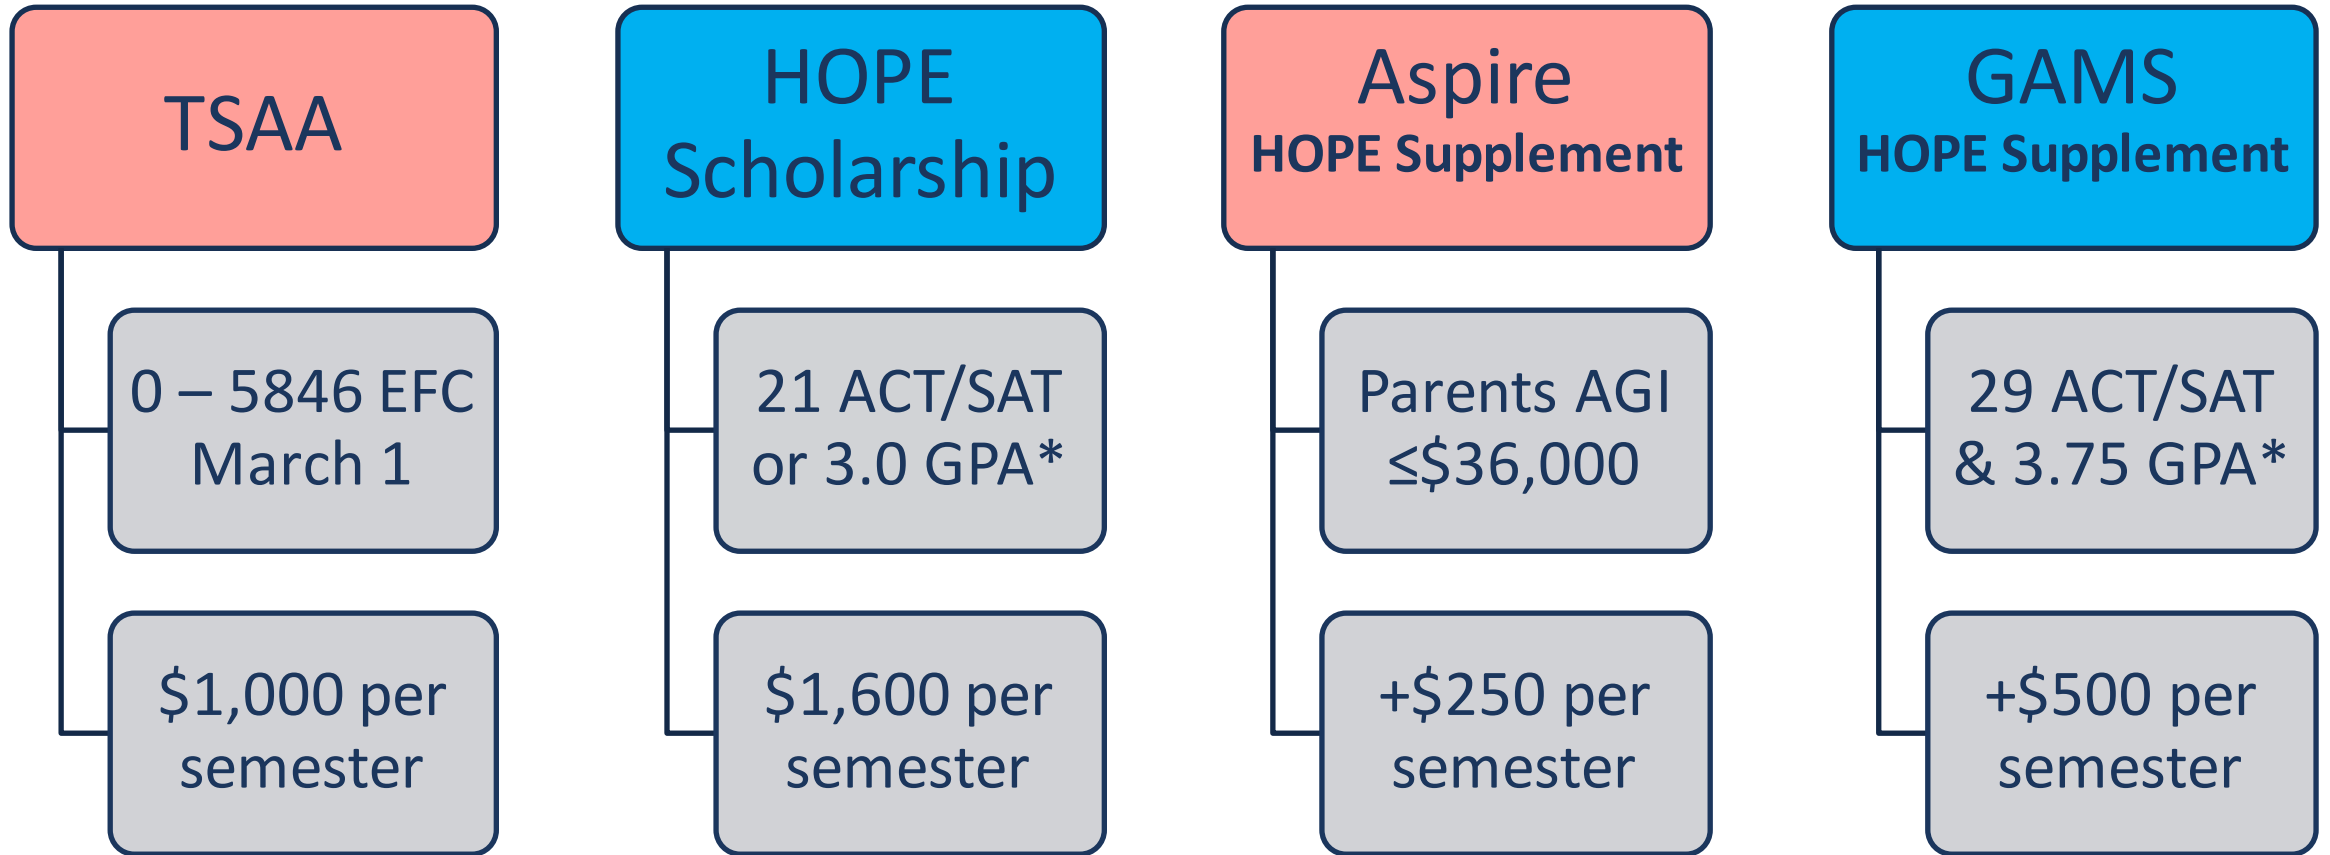 TSAA
0 – 5846 EFC
March 1
$1,000 per
semester
HOPE
Scholarship
21 ACT/SAT
or 3.0 GPA*
$1,600 per
semester
Aspire
HOPE Supplement
Parents AGI
≤$36,000
+$250 per
semester
GAMS
HOPE Supplement
29 ACT/SAT
& 3.75 GPA*
+$500 per
semester